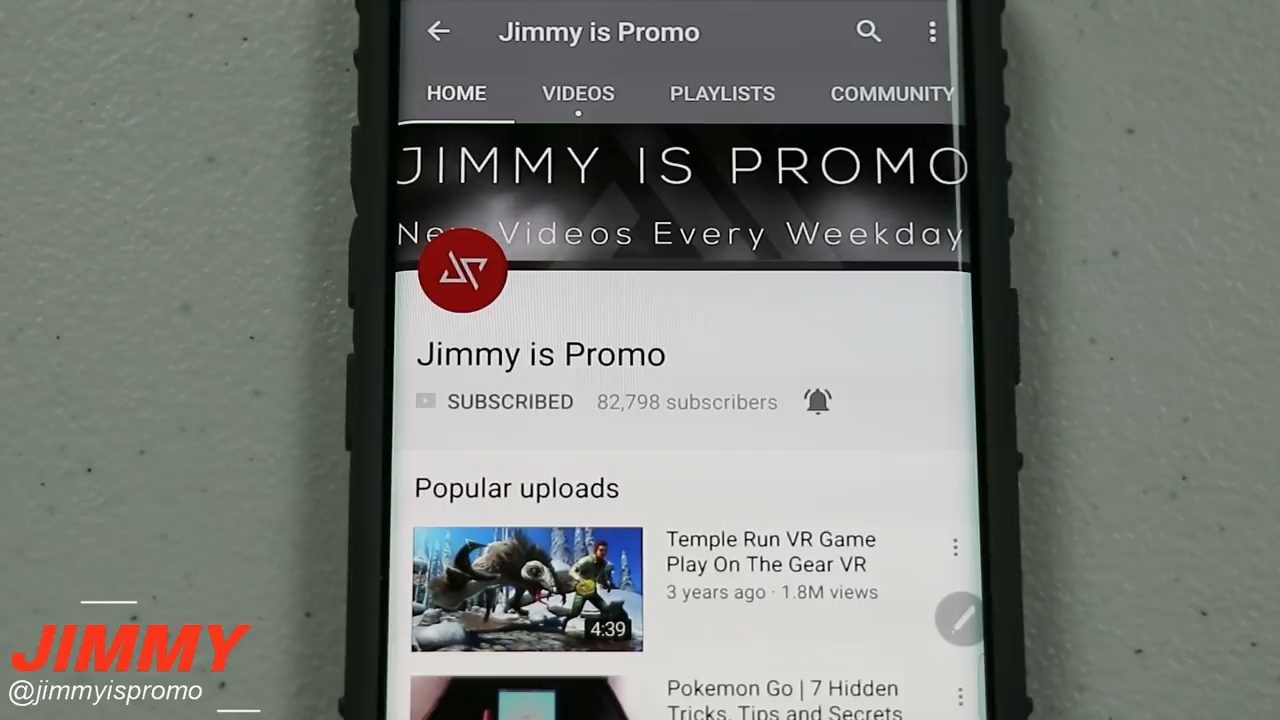 Jimmy is Promo
HOME VIDEOS PLAYLISTS COMMUNITY
JIMMY IS PROMO
Videos Every Weekday
Jimmy is Promo
SUBSCRIBED 82,798 subscribers
Popular uploads
Temple Run VR Game
Play On The Gear VR
3 years ago · 1.8M views
4:39
Pokemon Go | 7 Hidden
Tricks, Tips and Secrets
JIMMY
@jimmyispromo